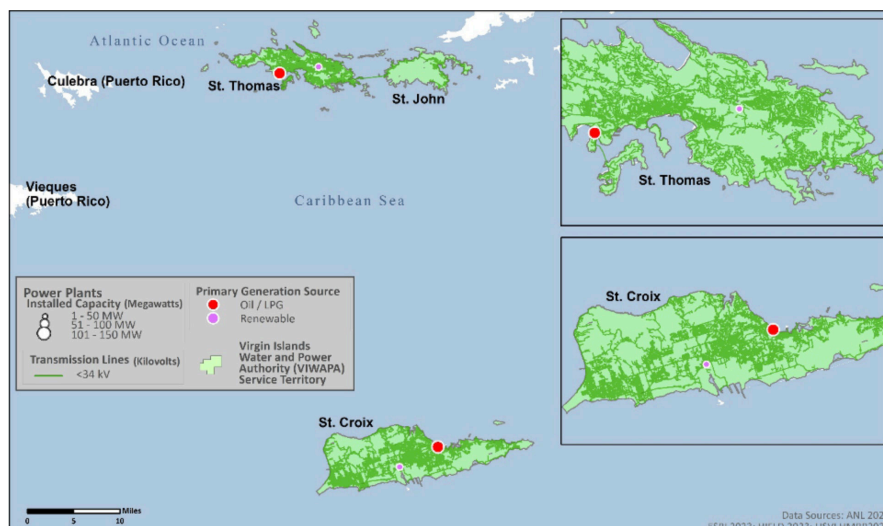 Atlantic Ocean
Culebra (Puerto Rico)
St. Thomas
St. John
Vieques
(Puerto Rico)
Caribbean Sea
St. Thomas
St. Croix
Power Plants
Installed Capacity (Megawatts)
1 - 50 MW
51 - 100 MW
101 - 150 MW
Transmission Lines (Kilovolts)
<34 kV
Primary Generation Source
Oil / LPG
Renewable
Virgin Islands
Water and Power
Authority (VIWAPA)
Service Territory
St. Croix
Miles
0 5 10
Data Sources: ANL 202